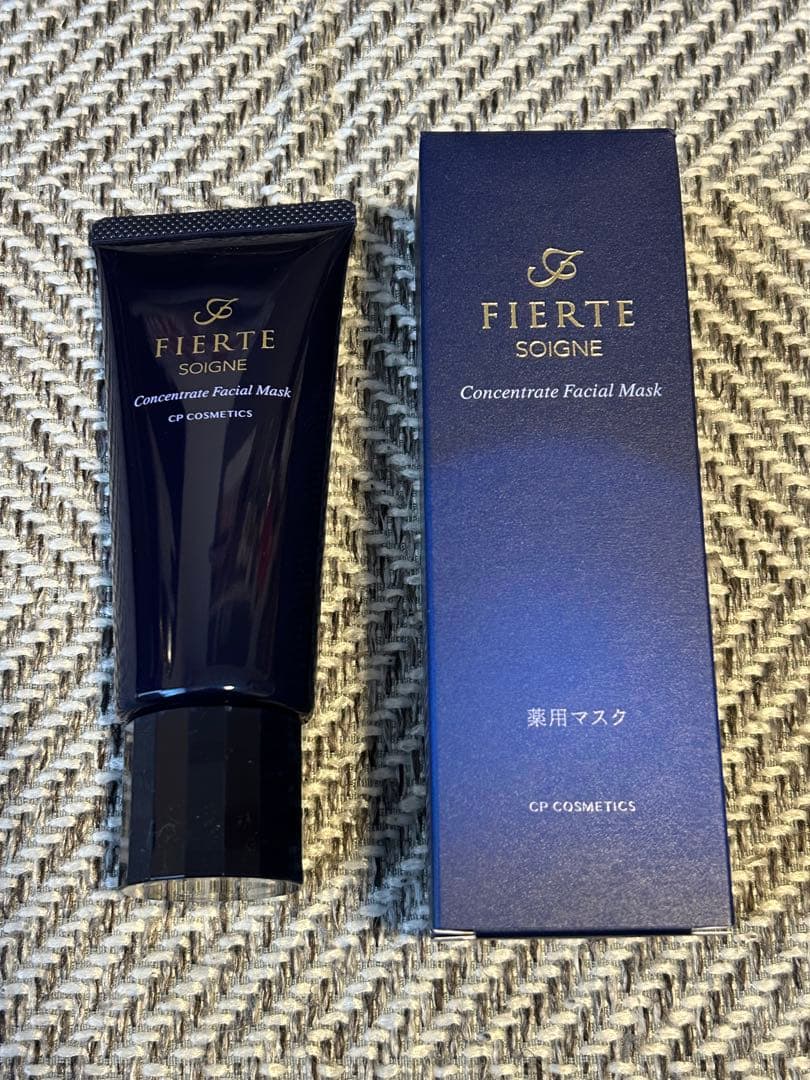 FIERTE
SOIGNE
Concentrate Facial Mask
CP COSMETICS
FIERTE
SOIGNE
Concentrate Facial Mask
薬用マスク
CP COSMETICS